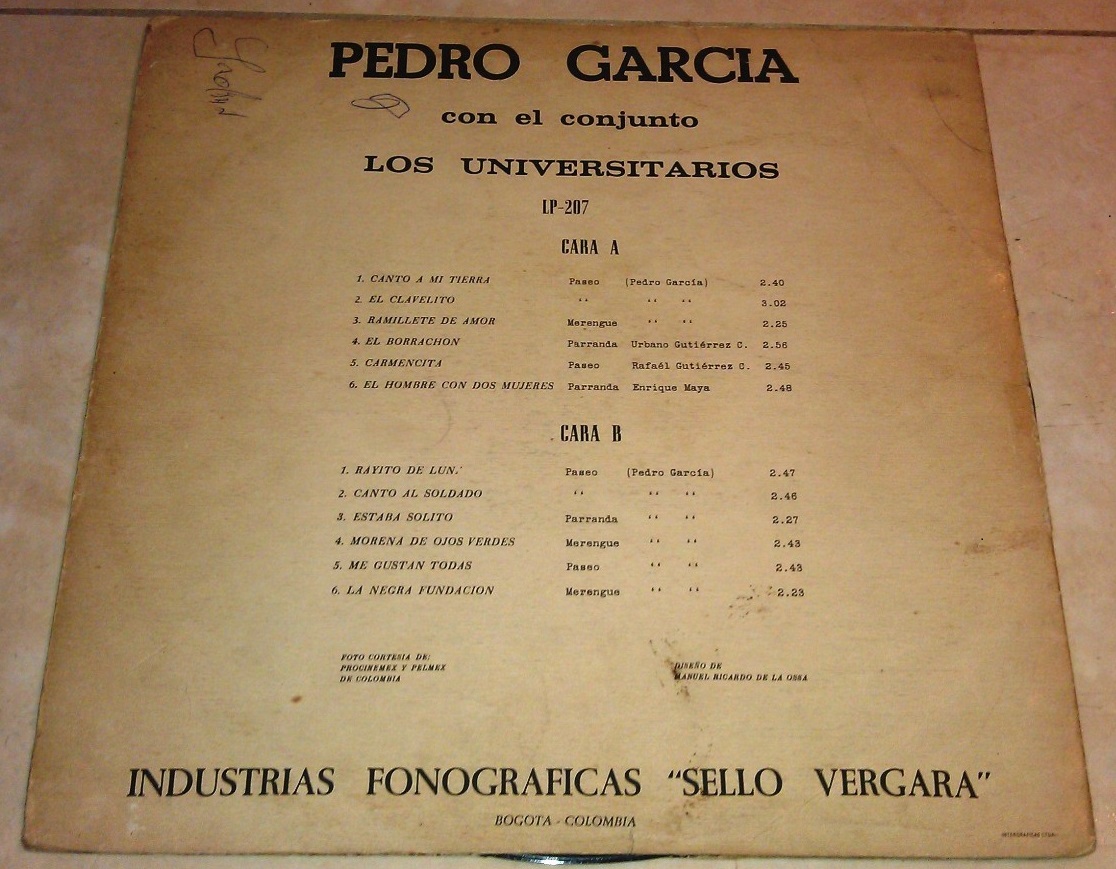 PEDRO GARCIA
con el conjunto
LOS UNIVERSITARIOS
LP-207
CARA A
1. CANTO A MI TIERRA Paseo (Pedro García) 2.40
2. EL CLAVELITO " " " 3.02
3. RAMILLETE DE AMOR Merengue " " 2.25
4. EL BORRACHON Parranda Urbano Gutiérrez C. 2.56
5. CARMENCITA Paseo Rafaél Gutiérrez C. 2.45
6. EL HOMBRE CON DOS MUJERES Parranda Enrique Maya 2.48
CARA B
1. RAYITO DE LUN. Paseo (Pedro García) 2.47
2. CANTO AL SOLDADO " " " 2.46
3. ESTABA SOLITO Parranda " " 2.27
4. MORENA DE OJOS VERDES Merengue " " 2.43
5. ME GUSTAN TODAS Paseo " " 2.43
6. LA NEGRA FUNDACION Merengue " " 2.23
FOTO CORTESIA DE:
PROCINEMEX Y PELMEX
DE COLOMBIA
DISEÑO DE
MANUEL RICARDO DE LA OSSA
INDUSTRIAS FONOGRAFICAS "SELLO VERGARA"
BOGOTA - COLOMBIA